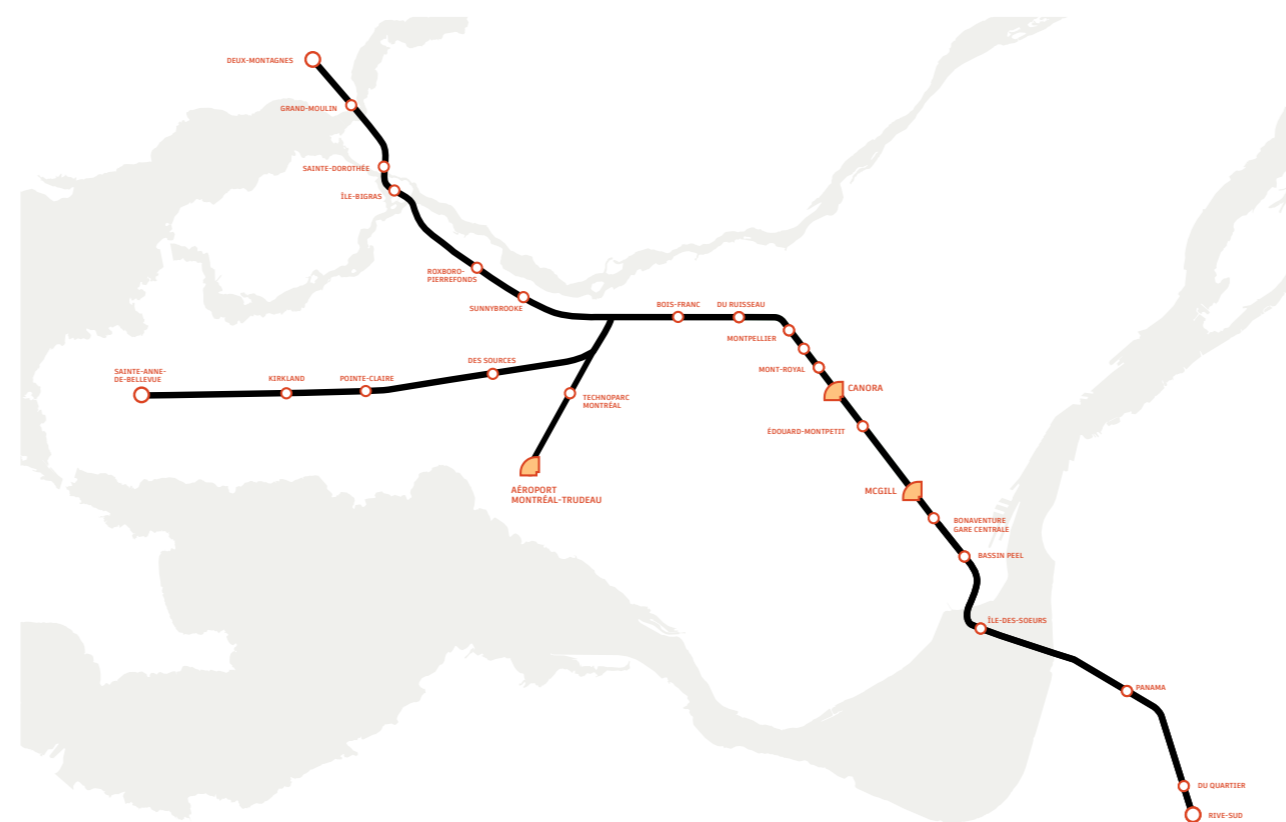 DEUX-MONTAGNES
GRAND-MOULIN
SAINTE-DOROTHÉE
ÎLE-BIGRAS
ROXBORO-
PIERREFONDS
SUNNYBROOKE
BOIS-FRANC
DU RUISSEAU
MONTPELLIER
MONT-ROYAL
CANORA
DES SOURCES
SAINTE-ANNE-
DE-BELLEVUE
KIRKLAND
POINTE-CLAIRE
TECHNOPARC
MONTRÉAL
ÉDOUARD-MONTPETIT
AÉROPORT
MONTRÉAL-TRUDEAU
MCGILL
BONAVENTURE
GARE CENTRALE
BASSIN PEEL
ÎLE-DES-SOEURS
PANAMA
DU QUARTIER
RIVE-SUD